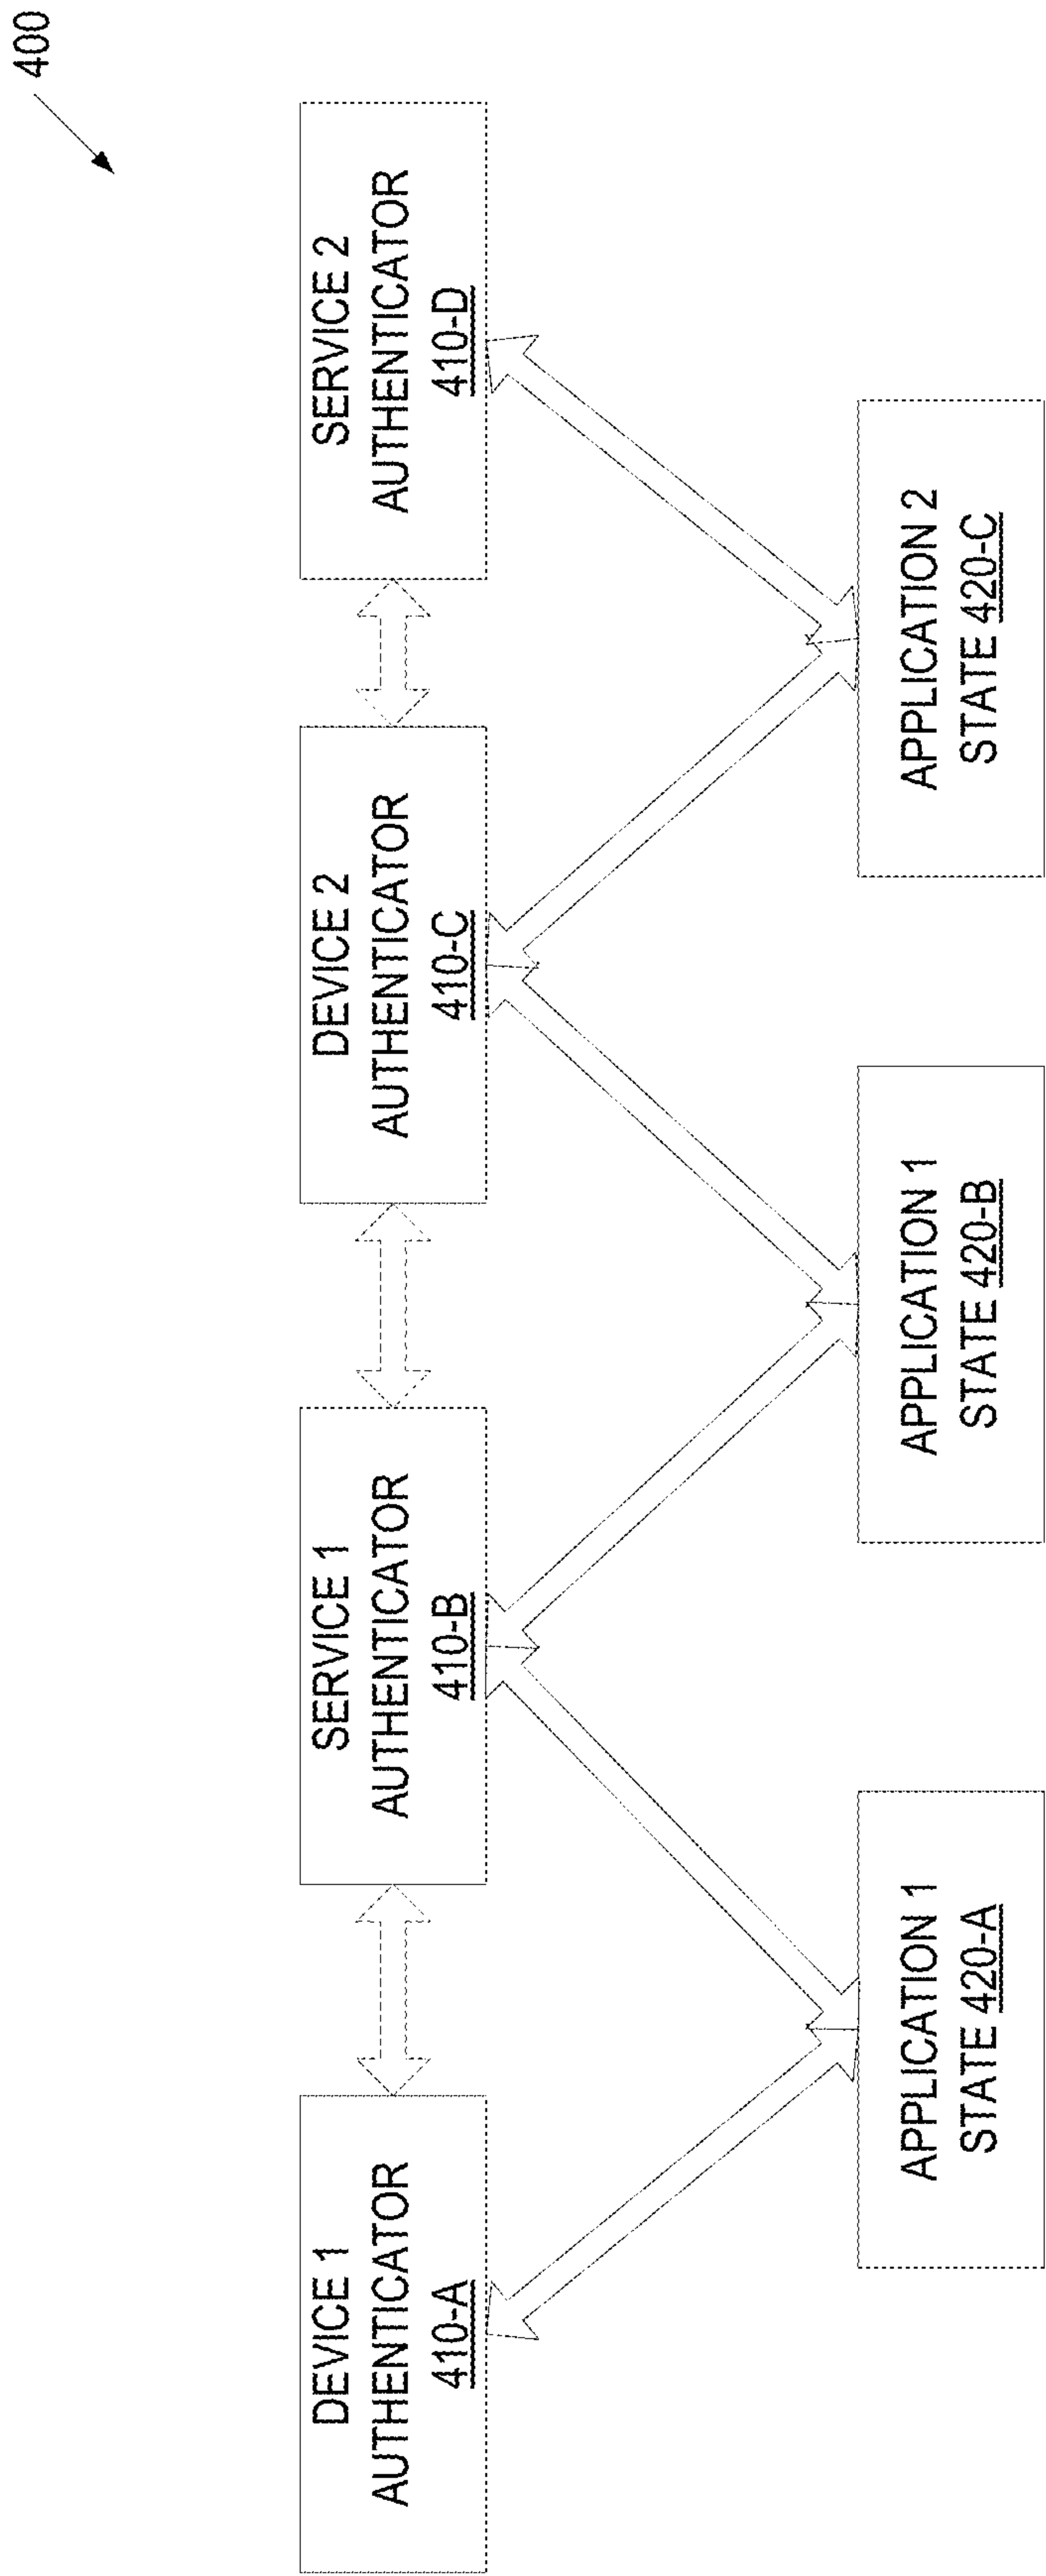 400
DEVICE 1
AUTHENTICATOR
410-A
SERVICE 1
AUTHENTICATOR
410-B
DEVICE 2
AUTHENTICATOR
410-C
SERVICE 2
AUTHENTICATOR
410-D
APPLICATION 1
STATE 420-A
APPLICATION 1
STATE 420-B
APPLICATION 2
STATE 420-C